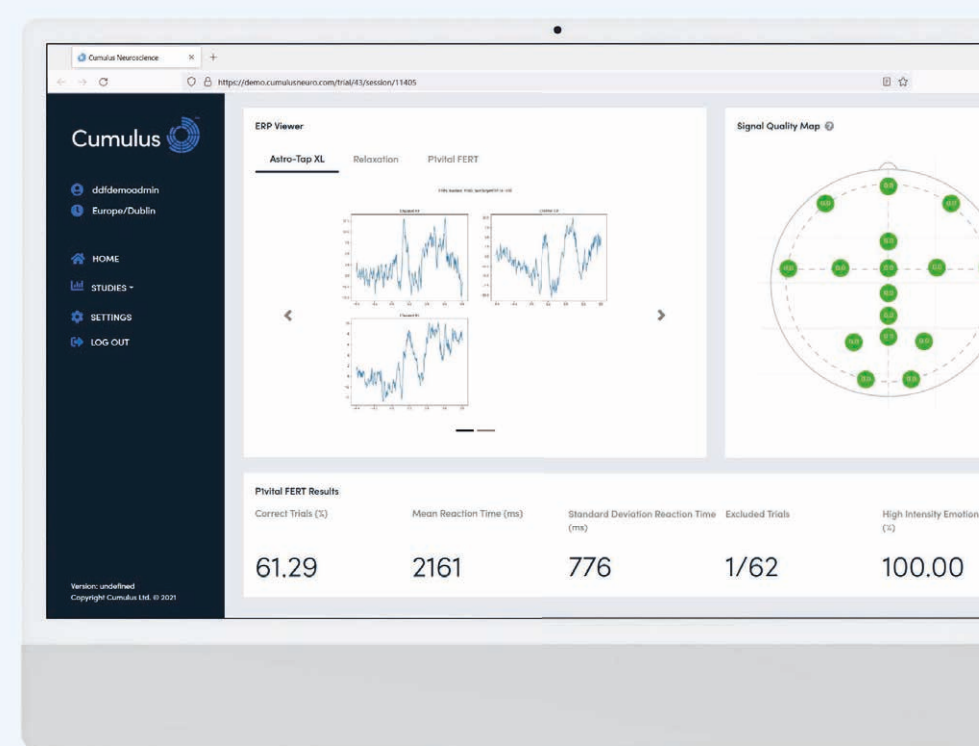 Cumulus Neuroscience
https://demo.cumulusneuro.com/trial/43/session/11405
Cumulus
ddfdemoadmin
Europe/Dublin
HOME
STUDIES
SETTINGS
LOG OUT
Version: undefined
Copyright Cumulus Ltd. © 2021
ERP Viewer
Astro-Tap XL
Relaxation
P1vital FERT
Signal Quality Map
P1vital FERT Results
Correct Trials (%)
61.29
Mean Reaction Time (ms)
2161
Standard Deviation Reaction Time
(ms)
776
Excluded Trials
1/62
High Intensity Emotion
(%)
100.00